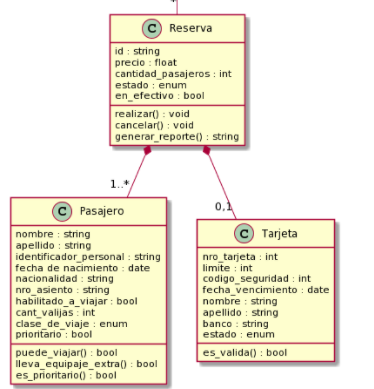 *
C Reserva
id : string
precio : float
cantidad_pasajeros : int
estado : enum
en_efectivo : bool
realizar() : void
cancelar() : void
generar_reporte() : string
1..*
0,1
C Pasajero
nombre : string
apellido : string
identificador_personal : string
fecha de nacimiento : date
nacionalidad : string
nro_asiento : string
habilitado_a_viajar : bool
cant_valijas : int
clase_de_viaje : enum
prioritario : bool
puede_viajar() : bool
lleva_equipaje_extra() : bool
es_prioritario() : bool
C Tarjeta
nro_tarjeta : int
limite : int
codigo_seguridad : int
fecha_vencimiento : date
nombre : string
apellido : string
banco : string
estado : enum
es_valida() : bool